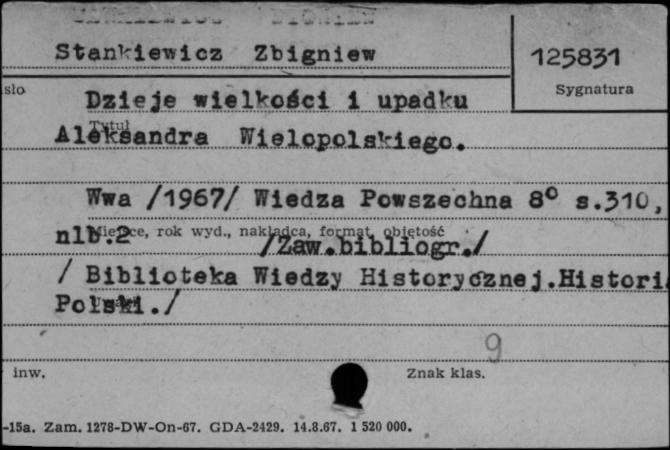 Stankiewicz Zbigniew
125831
sło
Sygnatura
Dzieje wielkości i upadku
Tytuł
Aleksandra Wielopolskiego.
Wwa /1967/ Wiedza Powszechna 8° s.310,
Miejsce, rok wyd., nakładca, format, objętość
nlb.2 /Zaw.bibliogr./
/ Biblioteka Wiedzy Historycznej.Histori
Polski./
9
inw.
Znak klas.
-15a. Zam. 1278-DW-On-67. GDA-2429. 14.8.67. 1 520 000.